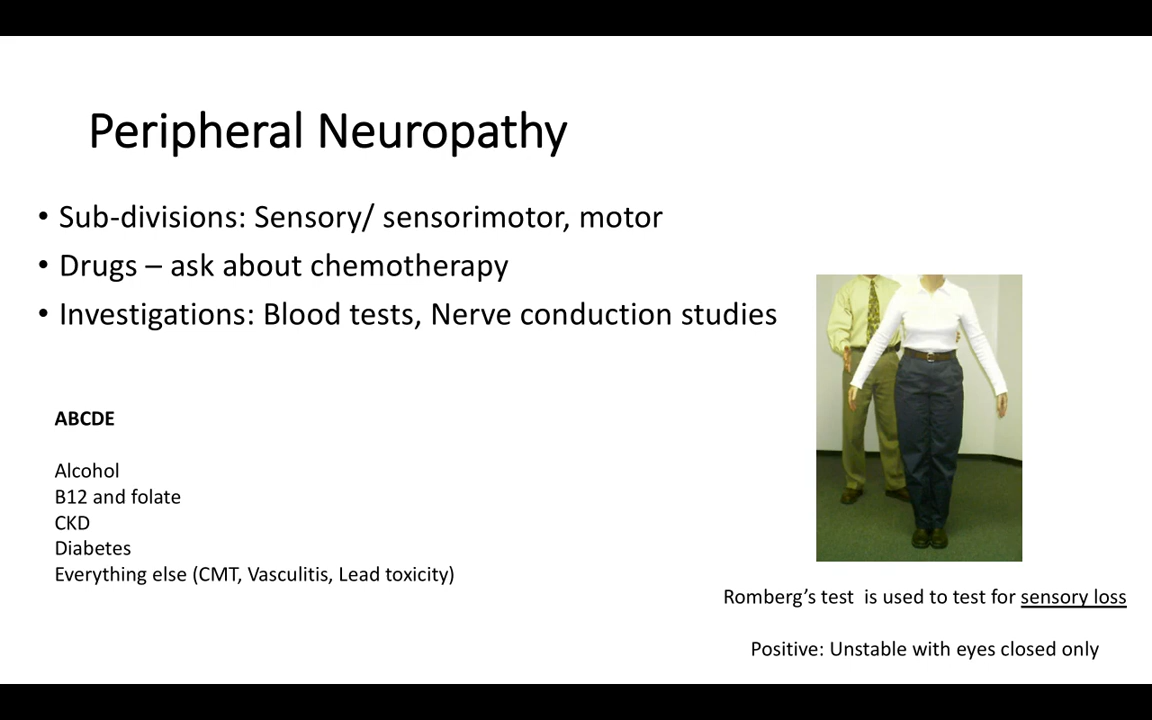 Peripheral Neuropathy
• Sub-divisions: Sensory/ sensorimotor, motor
• Drugs – ask about chemotherapy
• Investigations: Blood tests, Nerve conduction studies
ABCDE
Alcohol
B12 and folate
CKD
Diabetes
Everything else (CMT, Vasculitis, Lead toxicity)
Romberg’s test is used to test for sensory loss
Positive: Unstable with eyes closed only